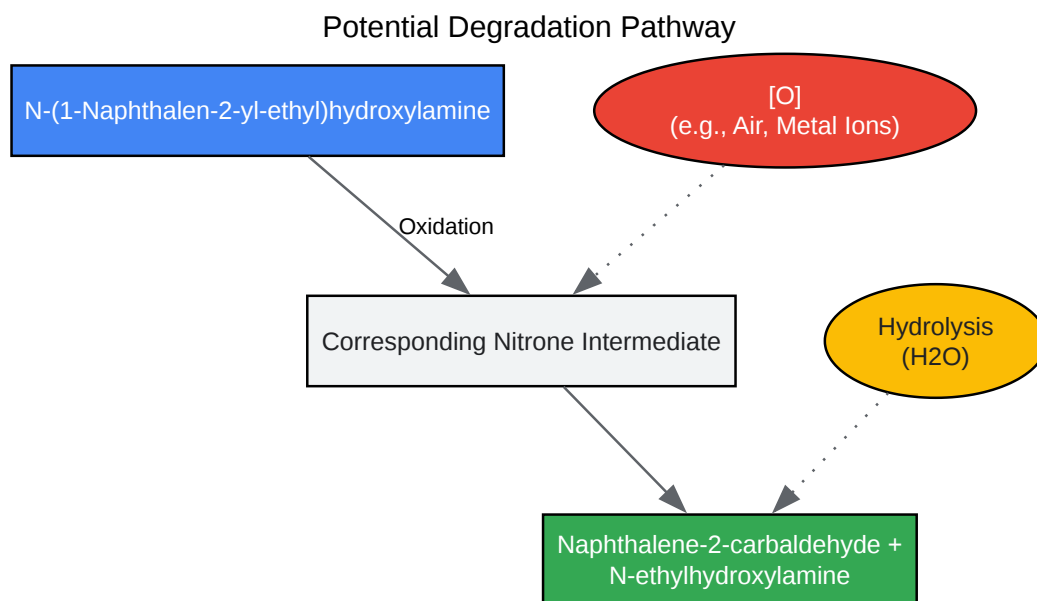 Potential Degradation Pathway
N-(1-Naphthalen-2-yl-ethyl)hydroxylamine
[O]
(e.g., Air, Metal Ions)
Oxidation
Corresponding Nitrone Intermediate
Hydrolysis
(H2O)
Naphthalene-2-carbaldehyde +
N-ethylhydroxylamine